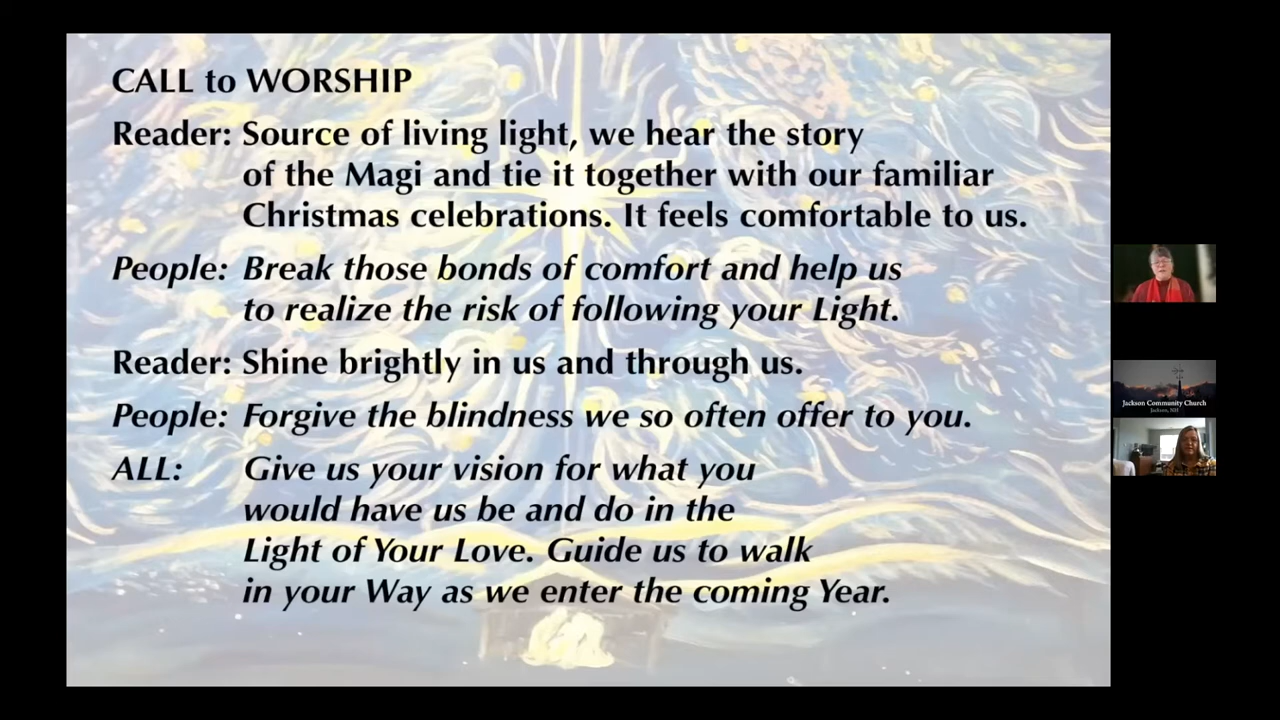 CALL to WORSHIP
Reader: Source of living light, we hear the story
of the Magi and tie it together with our familiar
Christmas celebrations. It feels comfortable to us.
People: Break those bonds of comfort and help us
to realize the risk of following your Light.
Reader: Shine brightly in us and through us.
People: Forgive the blindness we so often offer to you.
ALL: Give us your vision for what you
would have us be and do in the
Light of Your Love. Guide us to walk
in your Way as we enter the coming Year.
Jackson Community Church
Jackson, NH